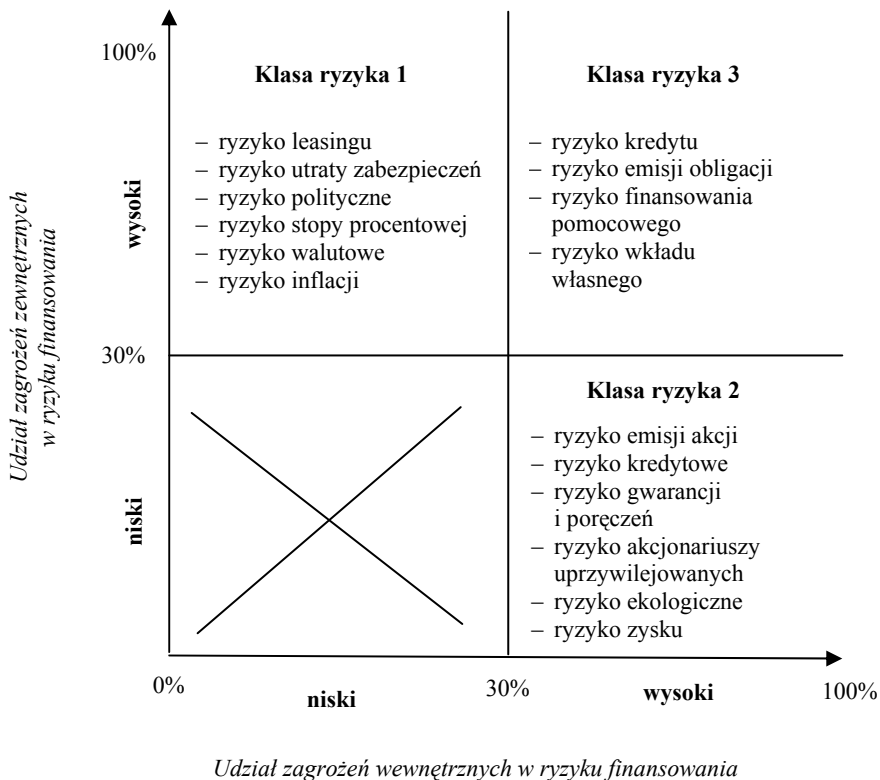 100%
Klasa ryzyka 1
– ryzyko leasingu
– ryzyko utraty zabezpieczeń
– ryzyko polityczne
– ryzyko stopy procentowej
– ryzyko walutowe
– ryzyko inflacji
Klasa ryzyka 3
– ryzyko kredytu
– ryzyko emisji obligacji
– ryzyko finansowania
pomocowego
– ryzyko wkładu
własnego
wysoki
Udział zagrożeń zewnętrznych
w ryzyku finansowania
30%
niski
Klasa ryzyka 2
– ryzyko emisji akcji
– ryzyko kredytowe
– ryzyko gwarancji
i poręczeń
– ryzyko akcjonariuszy
uprzywilejowanych
– ryzyko ekologiczne
– ryzyko zysku
0%
niski
30%
wysoki
100%
Udział zagrożeń wewnętrznych w ryzyku finansowania